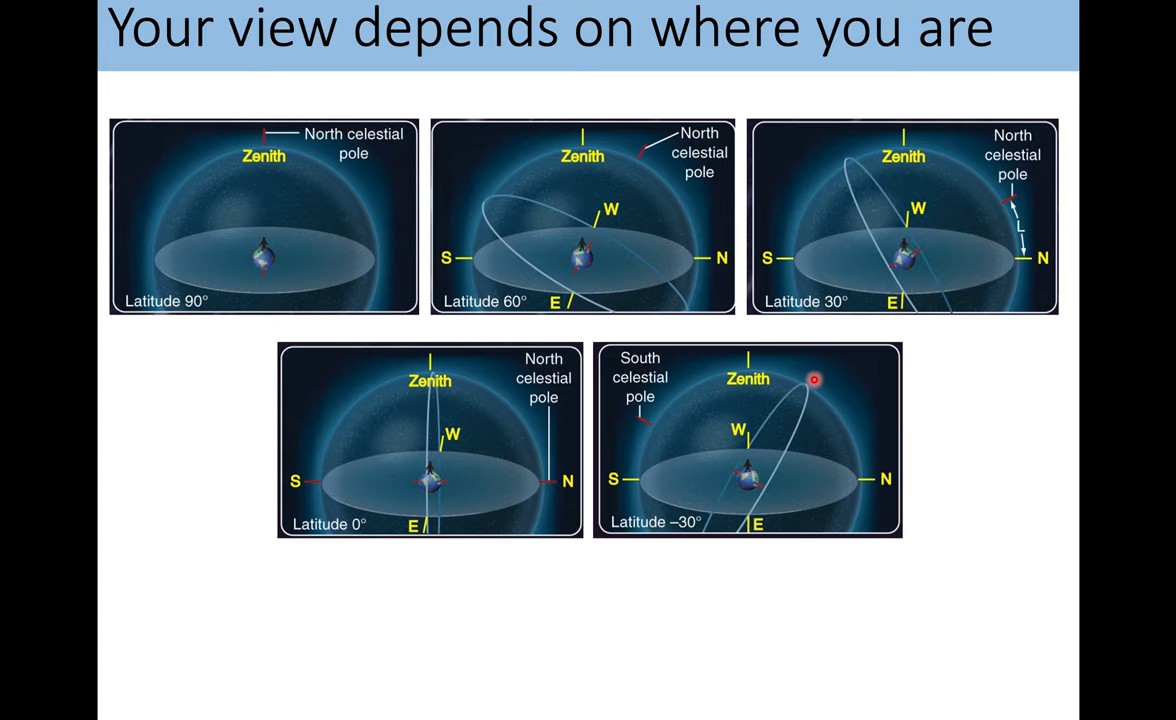 Your view depends on where you are
North celestial
pole
Zenith
Latitude 90°
North
celestial
pole
Zenith
W
S
N
E
Latitude 60°
North
celestial
pole
Zenith
W
L
S
N
E
Latitude 30°
North
celestial
pole
Zenith
W
S
N
E
Latitude 0°
South
celestial
pole
Zenith
W
S
N
E
Latitude –30°